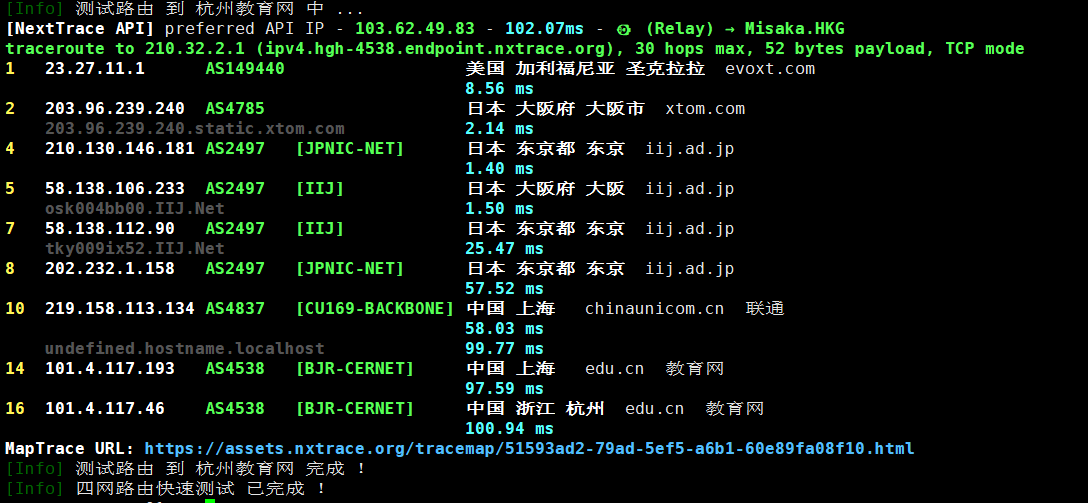 [Info] 测试路由 到 杭州教育网 中 ...
[NextTrace API] preferred API IP - 103.62.49.83 - 102.07ms - (Relay) → Misaka.HKG
traceroute to 210.32.2.1 (ipv4.hgh-4538.endpoint.nxtrace.org), 30 hops max, 52 bytes payload, TCP mode
1 23.27.11.1 AS149440 美国 加利福尼亚 圣克拉拉 evoxt.com
8.56 ms
2 203.96.239.240 AS4785 日本 大阪府 大阪市 xtom.com
203.96.239.240.static.xtom.com 2.14 ms
4 210.130.146.181 AS2497 [JPNIC-NET] 日本 东京都 东京 iij.ad.jp
1.40 ms
5 58.138.106.233 AS2497 [IIJ] 日本 大阪府 大阪 iij.ad.jp
osk004bb00.IIJ.Net 1.50 ms
7 58.138.112.90 AS2497 [IIJ] 日本 东京都 东京 iij.ad.jp
tky009ix52.IIJ.Net 25.47 ms
8 202.232.1.158 AS2497 [JPNIC-NET] 日本 东京都 东京 iij.ad.jp
57.52 ms
10 219.158.113.134 AS4837 [CU169-BACKBONE] 中国 上海 chinaunicom.cn 联通
58.03 ms
undefined.hostname.localhost 99.77 ms
14 101.4.117.193 AS4538 [BJR-CERNET] 中国 上海 edu.cn 教育网
97.59 ms
16 101.4.117.46 AS4538 [BJR-CERNET] 中国 浙江 杭州 edu.cn 教育网
100.94 ms
MapTrace URL: https://assets.nxtrace.org/tracemap/51593ad2-79ad-5ef5-a6b1-60e89fa08f10.html
[Info] 测试路由 到 杭州教育网 完成 !
[Info] 四网路由快速测试 已完成 !